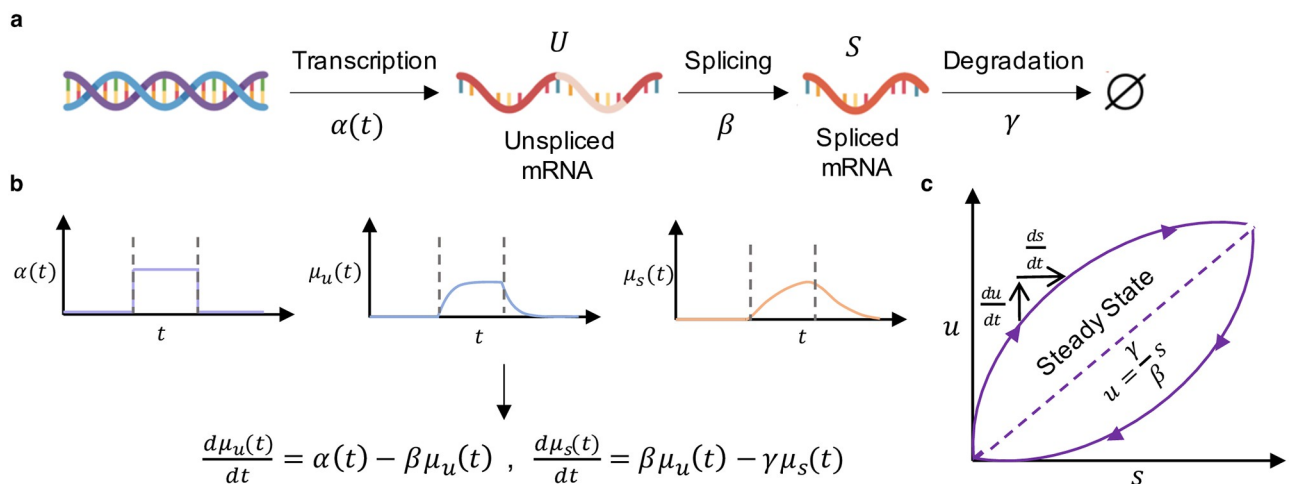 a
Transcription
α(t)
U
Unspliced
mRNA
Splicing
β
S
Spliced
mRNA
Degradation
γ
∅
b
α(t)
t
μᵤ(t)
t
μₛ(t)
t
dμᵤ(t)/dt = α(t) − βμᵤ(t) , dμₛ(t)/dt = βμᵤ(t) − γμₛ(t)
c
u
ds/dt
du/dt
Steady State
u = γ/β s
s